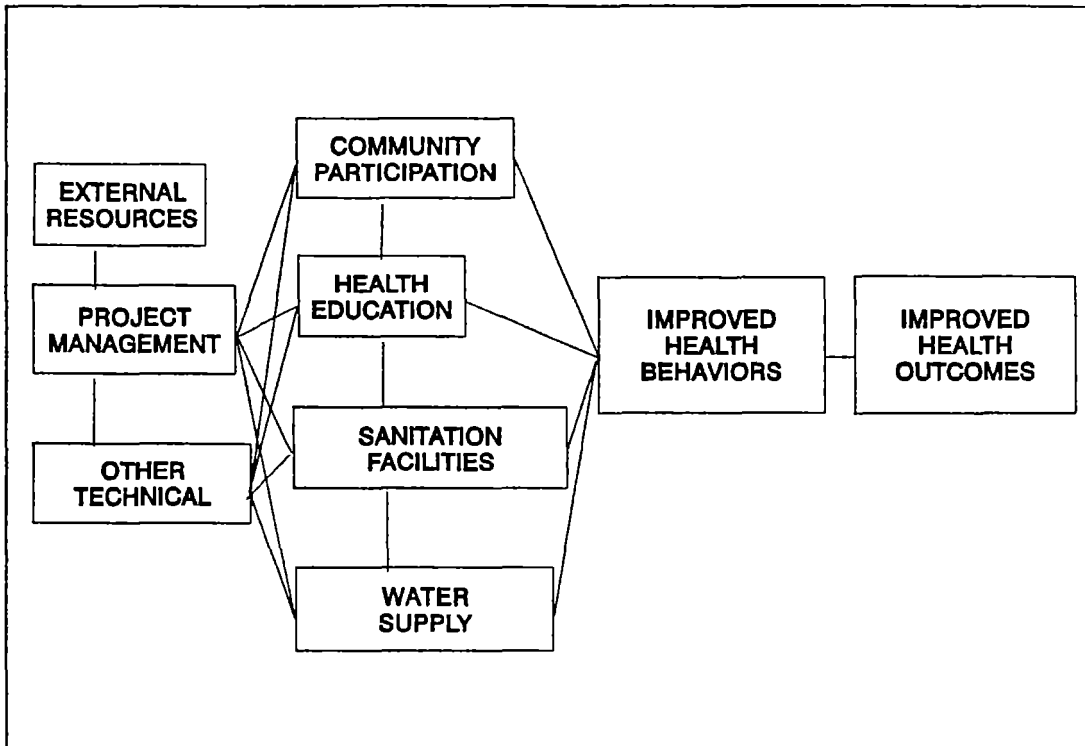 EXTERNAL
RESOURCES
PROJECT
MANAGEMENT
OTHER
TECHNICAL
COMMUNITY
PARTICIPATION
HEALTH
EDUCATION
SANITATION
FACILITIES
WATER
SUPPLY
IMPROVED
HEALTH
BEHAVIORS
IMPROVED
HEALTH
OUTCOMES